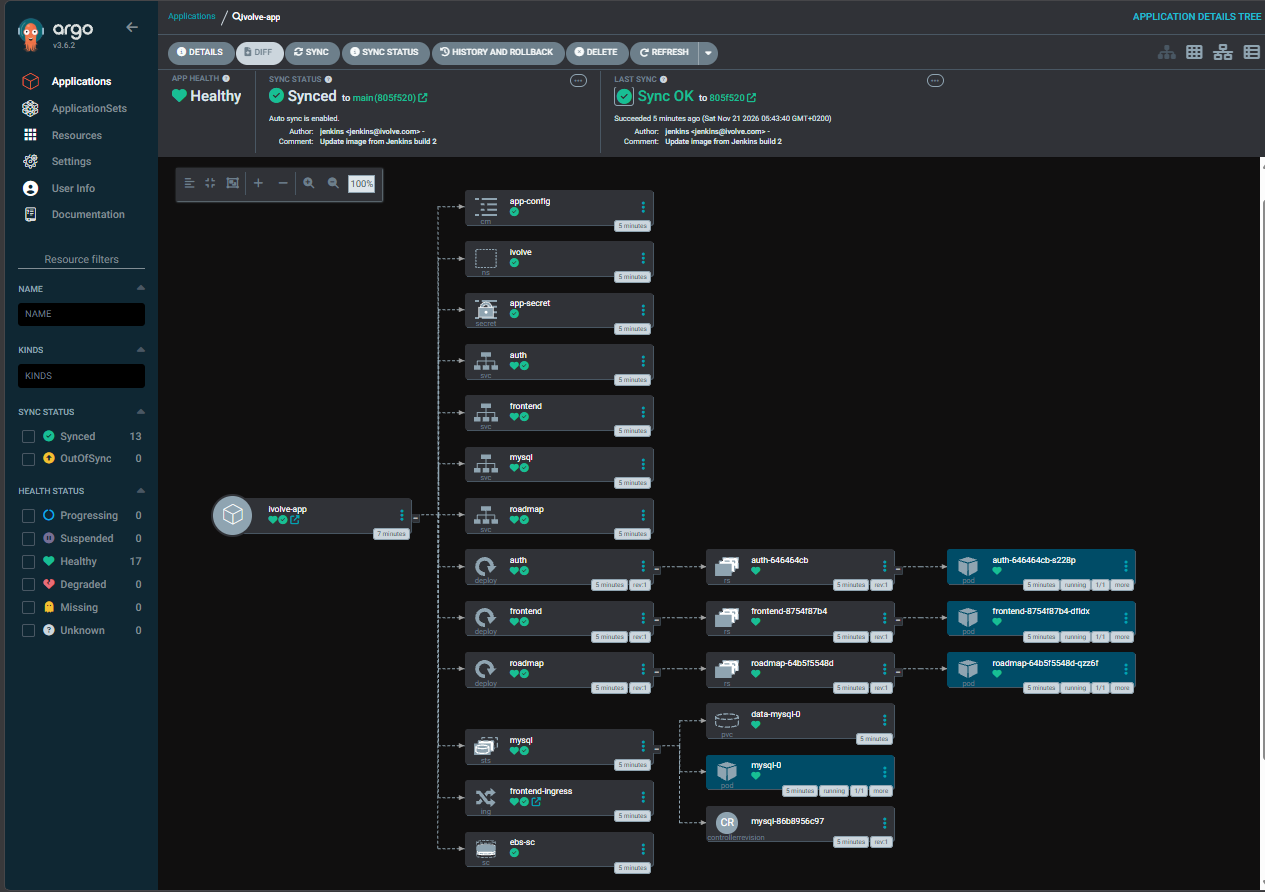 argo
v3.6.2
Applications
ApplicationSets
Resources
Settings
User Info
Documentation
Resource filters
NAME
NAME
KINDS
KINDS
SYNC STATUS
Synced 13
OutOfSync 0
HEALTH STATUS
Progressing 0
Suspended 0
Healthy 17
Degraded 0
Missing 0
Unknown 0
Applications / ivolve-app
APPLICATION DETAILS TREE
DETAILS DIFF SYNC SYNC STATUS HISTORY AND ROLLBACK DELETE REFRESH
APP HEALTH
Healthy
SYNC STATUS
Synced to main (805f520)
Auto sync is enabled.
Author: jenkins <jenkins@ivolve.com> -
Comment: Update image from Jenkins build 2
LAST SYNC
Sync OK to 805f520
Succeeded 5 minutes ago (Sat Nov 21 2026 05:43:40 GMT+0200)
Author: jenkins <jenkins@ivolve.com> -
Comment: Update image from Jenkins build 2
100%
ivolve-app
7 minutes
app-config
cm
5 minutes
ivolve
ns
5 minutes
app-secret
secret
5 minutes
auth
svc
5 minutes
frontend
svc
5 minutes
mysql
svc
5 minutes
roadmap
svc
5 minutes
auth
deploy
5 minutes rev:1
auth-646464cb
rs
5 minutes rev:1
auth-646464cb-s228p
pod
5 minutes running 1/1 more
frontend
deploy
5 minutes rev:1
frontend-8754f87b4
rs
5 minutes rev:1
frontend-8754f87b4-dfldx
pod
5 minutes running 1/1 more
roadmap
deploy
5 minutes rev:1
roadmap-64b5f5548d
rs
5 minutes rev:1
roadmap-64b5f5548d-qzz6f
pod
5 minutes running 1/1 more
mysql
sts
5 minutes
data-mysql-0
pvc
5 minutes
mysql-0
pod
5 minutes running 1/1 more
CR
mysql-86b8956c97
controllerrevision
5 minutes rev:1
frontend-ingress
ing
5 minutes
ebs-sc
sc
5 minutes